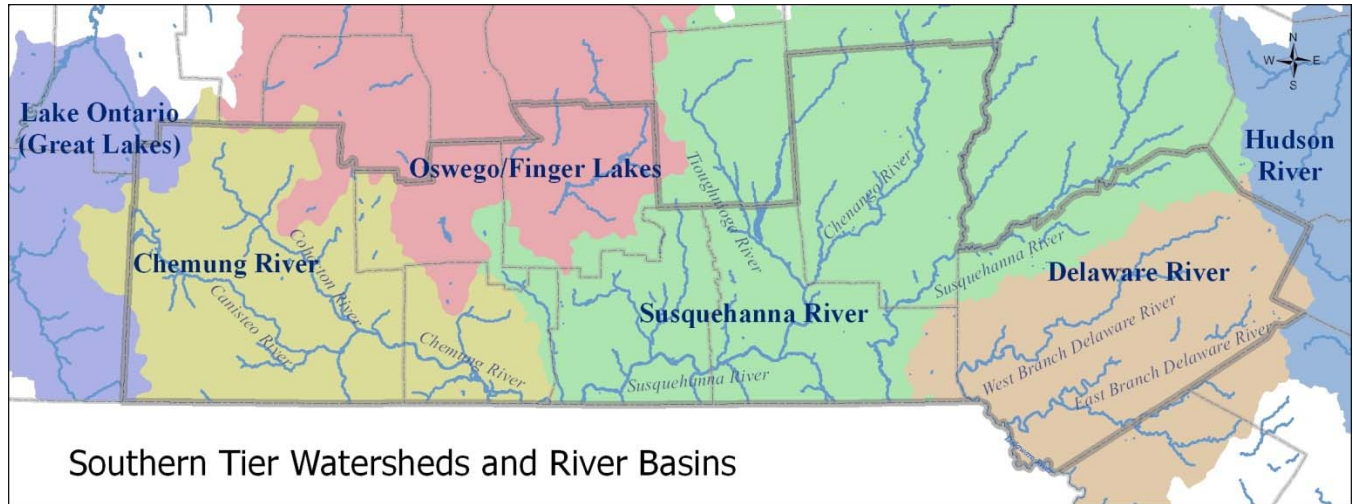 N
W E
S
Lake Ontario
(Great Lakes)
Oswego/Finger Lakes
Hudson
River
Tioughnioga River
Chenango River
Cohocton River
Chemung River
Canisteo River
Chemung River
Susquehanna River
Susquehanna River
Susquehanna River
Delaware River
West Branch Delaware River
East Branch Delaware River
Delaware River
Southern Tier Watersheds and River Basins